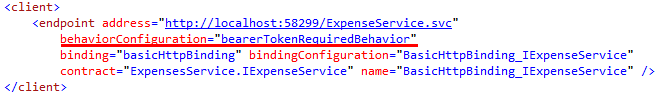 <client>
<endpoint address="http://localhost:58299/ExpenseService.svc"
behaviorConfiguration="bearerTokenRequiredBehavior"
binding="basicHttpBinding" bindingConfiguration="BasicHttpBinding_IExpenseService"
contract="ExpensesService.IExpenseService" name="BasicHttpBinding_IExpenseService" />
</client>